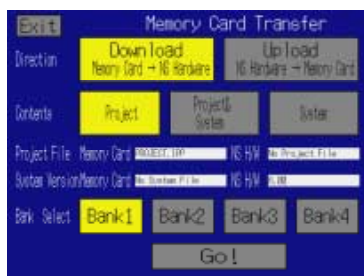 Exit Memory Card Transfer
Direction Download Upload
Memory Card → NS Hardware NS Hardware → Memory Card
Contents Project Project& System System
Project File Memory Card PROJECT.IPP NS H/W No Project File
System Version Memory Card No System File NS H/W 6.00
Bank Select Bank1 Bank2 Bank3 Bank4
Go!